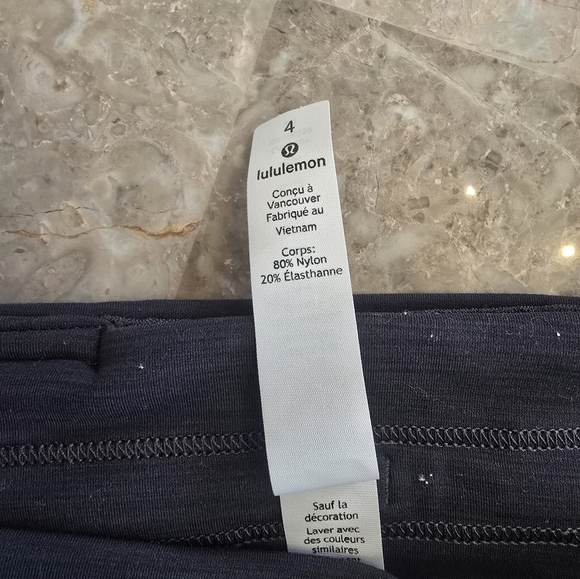 4
lululemon
Conçu à
Vancouver
Fabriqué au
Vietnam
Corps:
80% Nylon
20% Élasthanne
Sauf la
décoration
Laver avec
des couleurs
similaires